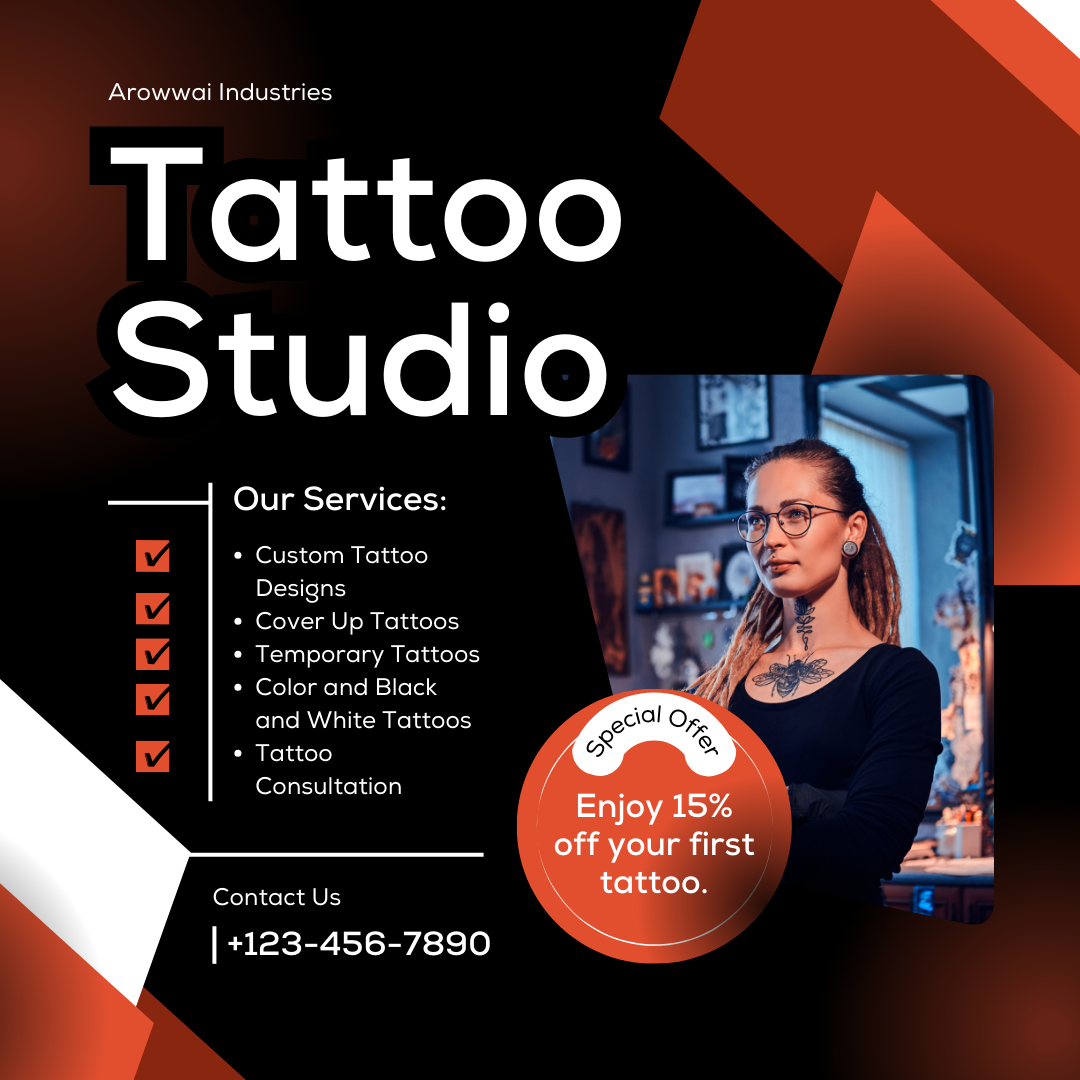 Arowwai Industries
Tattoo
Studio
Our Services:
• Custom Tattoo
Designs
• Cover Up Tattoos
• Temporary Tattoos
• Color and Black
and White Tattoos
• Tattoo
Consultation
Special Offer
Enjoy 15%
off your first
tattoo.
Contact Us
+123-456-7890